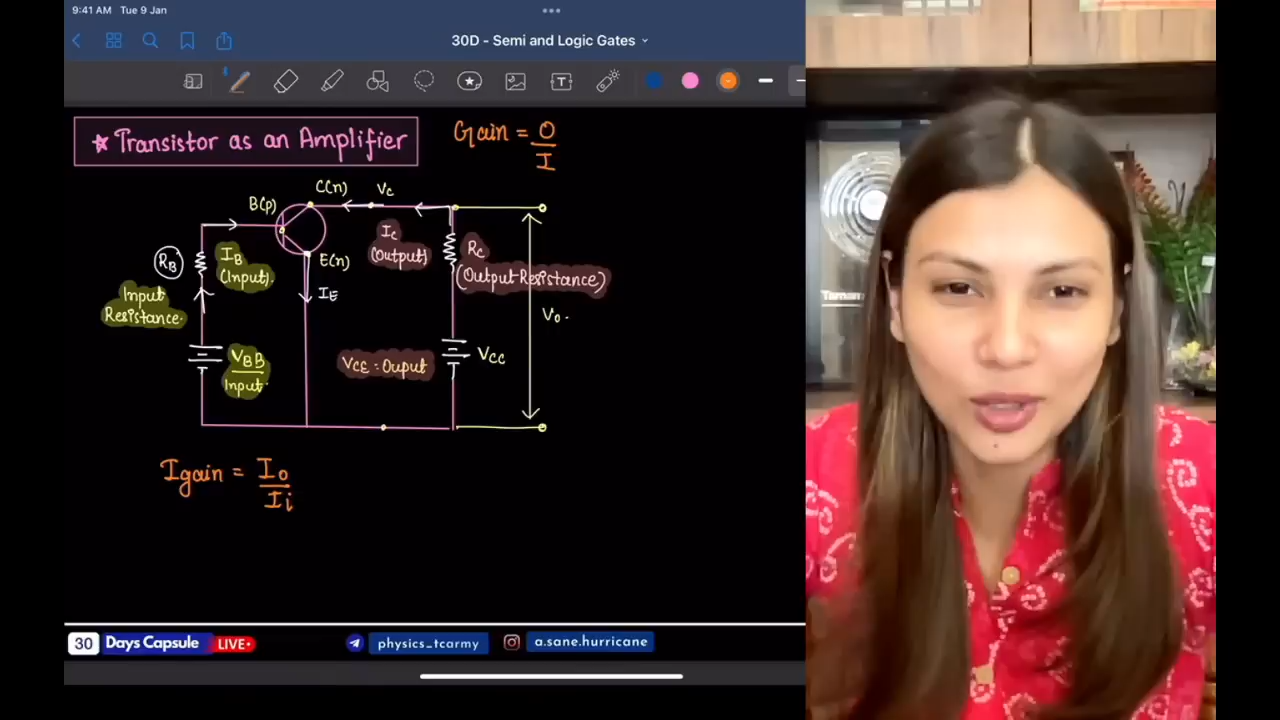 9:41 AM Tue 9 Jan
30D - Semi and Logic Gates
T
★ Transistor as an Amplifier
Gain = O
I
C(n)
Vc
B(p)
RB
IB
(Input)
E(n)
Ic
(Output)
Rc
(Output Resistance)
Input
Resistance
IE
Vo
VBB
Input
VCE = Ouput
VCC
Igain = Io
Ii
30 Days Capsule LIVE
physics_tcarmy
a.sane.hurricane